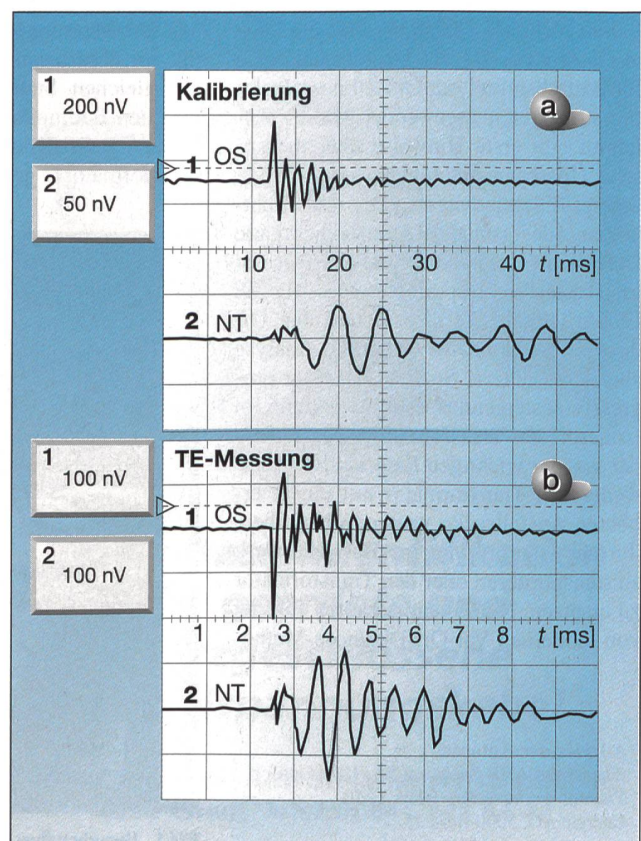 1
200 nV
2
50 nV
Kalibrierung
a
1 OS
10 20 30 40 t [ms]
2 NT
1
100 nV
2
100 nV
TE-Messung
b
1 OS
1 2 3 4 5 6 7 8 t [ms]
2 NT